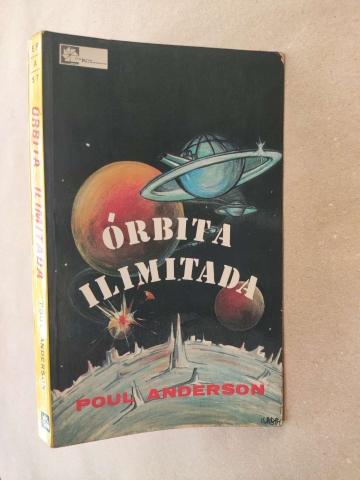 ÓRBITA
ILIMITADA
POUL ANDERSON
ÓRBITA ILIMITADA POUL ANDERSON